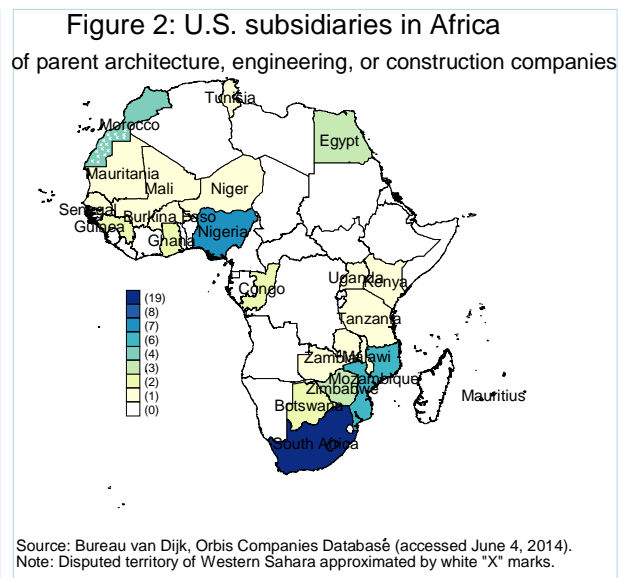 Figure 2: U.S. subsidiaries in Africa
of parent architecture, engineering, or construction companies
Tunisia
Morocco
Egypt
Mauritania
Mali
Niger
Senegal
Burkina Faso
Guinea
Ghana
Nigeria
Uganda
Kenya
Congo
Tanzania
(19)
(8)
(7)
(6)
(4)
(3)
(2)
(1)
(0)
Zambia
Malawi
Mozambique
Zimbabwe
Mauritius
Botswana
South Africa
Source: Bureau van Dijk, Orbis Companies Database (accessed June 4, 2014).
Note: Disputed territory of Western Sahara approximated by white "X" marks.